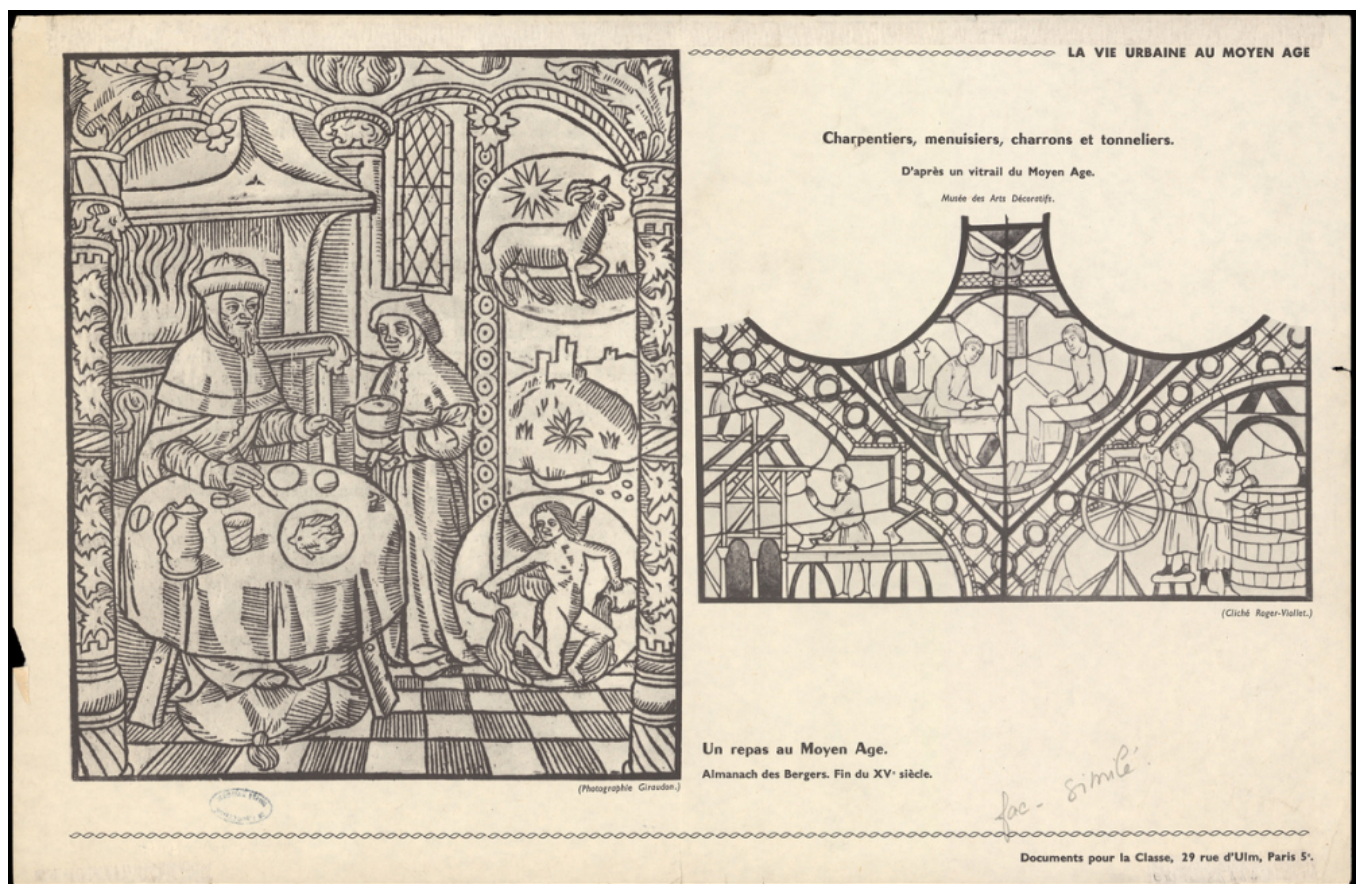 LA VIE URBAINE AU MOYEN AGE
Charpentiers, menuisiers, charrons et tonneliers.
D'après un vitrail du Moyen Age.
Musée des Arts Décoratifs.
(Cliché Roger-Viollet.)
Un repas au Moyen Age.
Almanach des Bergers. Fin du XVᵉ siècle.
(Photographie Giraudon.)
fac-similé.
Documents pour la Classe, 29 rue d'Ulm, Paris 5ᵉ.